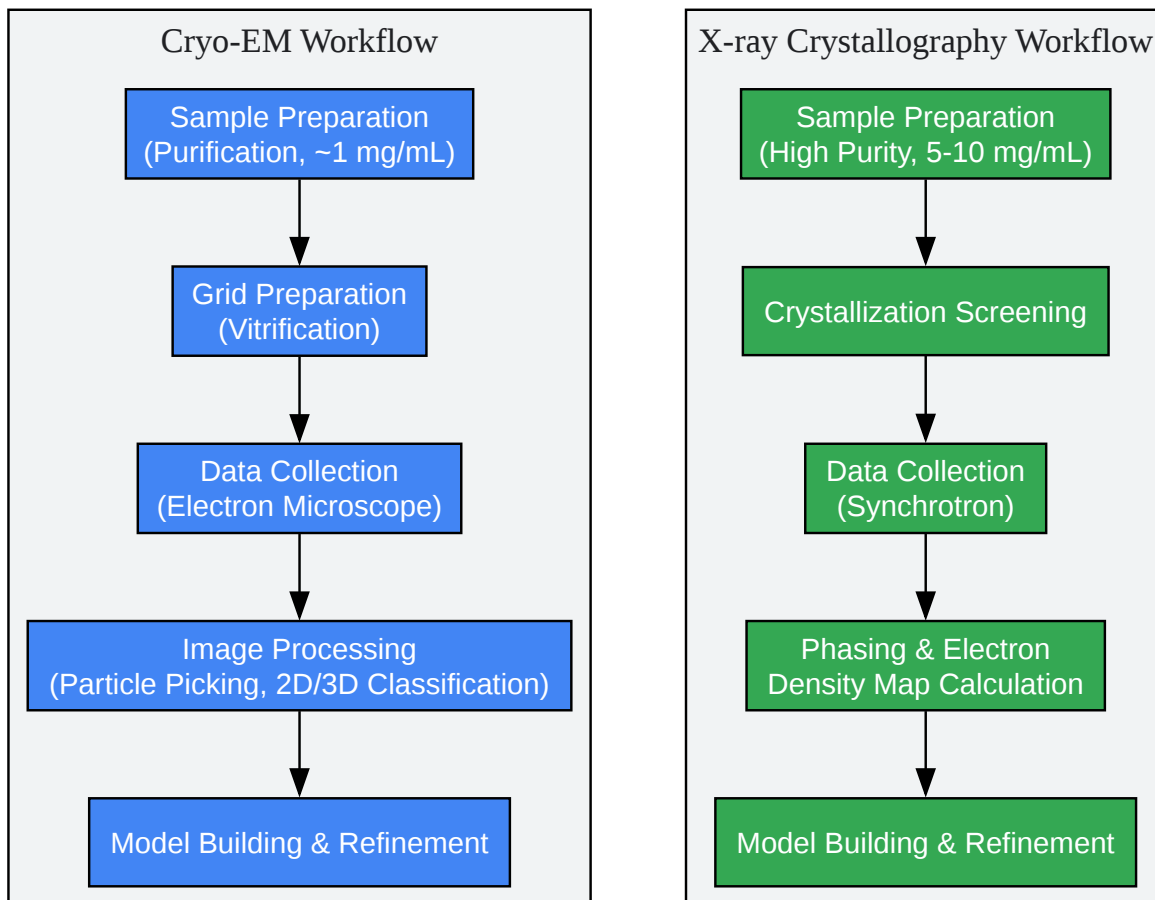 Cryo-EM Workflow
Sample Preparation
(Purification, ~1 mg/mL)
Grid Preparation
(Vitrification)
Data Collection
(Electron Microscope)
Image Processing
(Particle Picking, 2D/3D Classification)
Model Building & Refinement
X-ray Crystallography Workflow
Sample Preparation
(High Purity, 5-10 mg/mL)
Crystallization Screening
Data Collection
(Synchrotron)
Phasing & Electron
Density Map Calculation
Model Building & Refinement